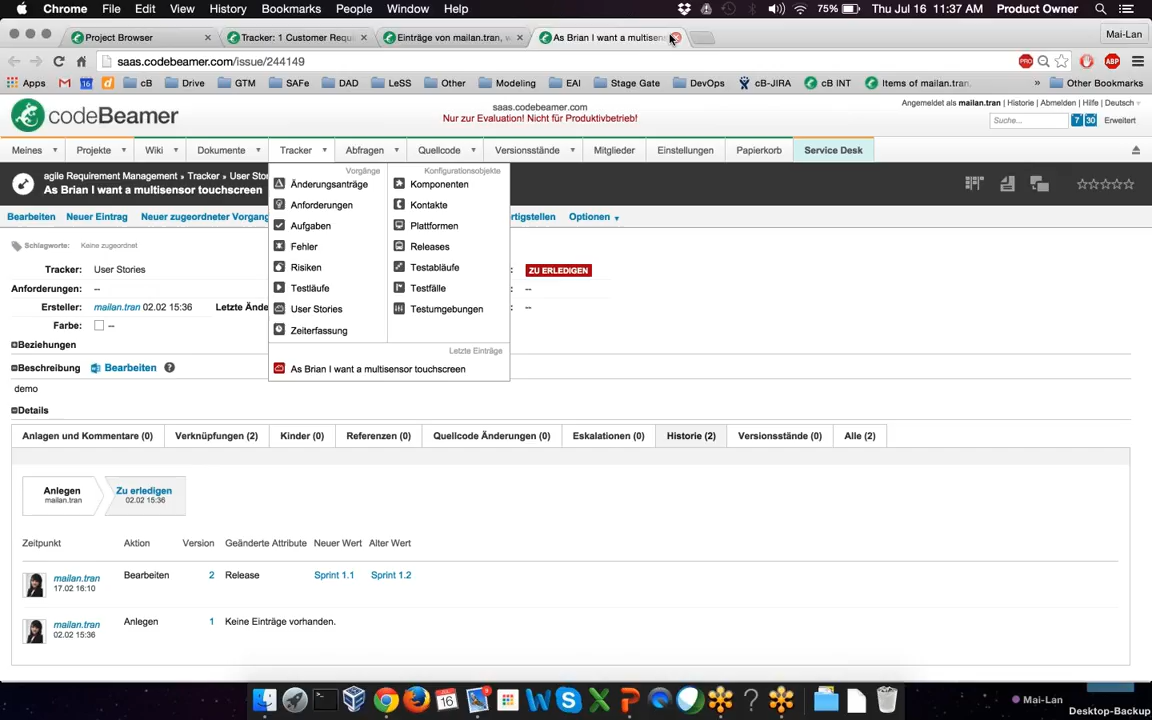 Chrome File Edit View History Bookmarks People Window Help 75% Thu Jul 16 11:37 AM Product Owner
Project Browser Tracker: 1 Customer Requi Einträge von mailan.tran, w As Brian I want a multisens Mai-Lan
saas.codebeamer.com/issue/244149 PRO ABP
Apps 16 cB Drive GTM SAFe DAD LeSS Other Modeling EAI Stage Gate DevOps cB-JIRA cB INT Items of mailan.tran, » Other Bookmarks
codeBeamer
saas.codebeamer.com
Nur zur Evaluation! Nicht für Produktivbetrieb!
Angemeldet als mailan.tran | Historie | Abmelden | Hilfe | Deutsch
Suche... 7 30 Erweitert
Meines Projekte Wiki Dokumente Tracker Abfragen Quellcode Versionsstände Mitglieder Einstellungen Papierkorb Service Desk
agile Requirement Management » Tracker » User Sto
As Brian I want a multisensor touchscreen
Bearbeiten Neuer Eintrag Neuer zugeordneter Vorgang rtigstellen Optionen
Vorgänge Konfigurationsobjekte
Änderungsanträge Komponenten
Anforderungen Kontakte
Aufgaben Plattformen
Fehler Releases
Risiken Testabläufe
Testläufe Testfälle
User Stories Testumgebungen
Zeiterfassung
Letzte Einträge
As Brian I want a multisensor touchscreen
Schlagworte: Keine zugeordnet
Tracker: User Stories : ZU ERLEDIGEN
Anforderungen: -- : --
Ersteller: mailan.tran 02.02 15:36 Letzte Ände : --
Farbe: --
Beziehungen
Beschreibung Bearbeiten ?
demo
Details
Anlagen und Kommentare (0) Verknüpfungen (2) Kinder (0) Referenzen (0) Quellcode Änderungen (0) Eskalationen (0) Historie (2) Versionsstände (0) Alle (2)
Anlegen Zu erledigen
mailan.tran 02.02 15:36
Zeitpunkt Aktion Version Geänderte Attribute Neuer Wert Alter Wert
mailan.tran Bearbeiten 2 Release Sprint 1.1 Sprint 1.2
17.02 16:10
mailan.tran Anlegen 1 Keine Einträge vorhanden.
02.02 15:36
16
Mai-Lan
Desktop-Backup